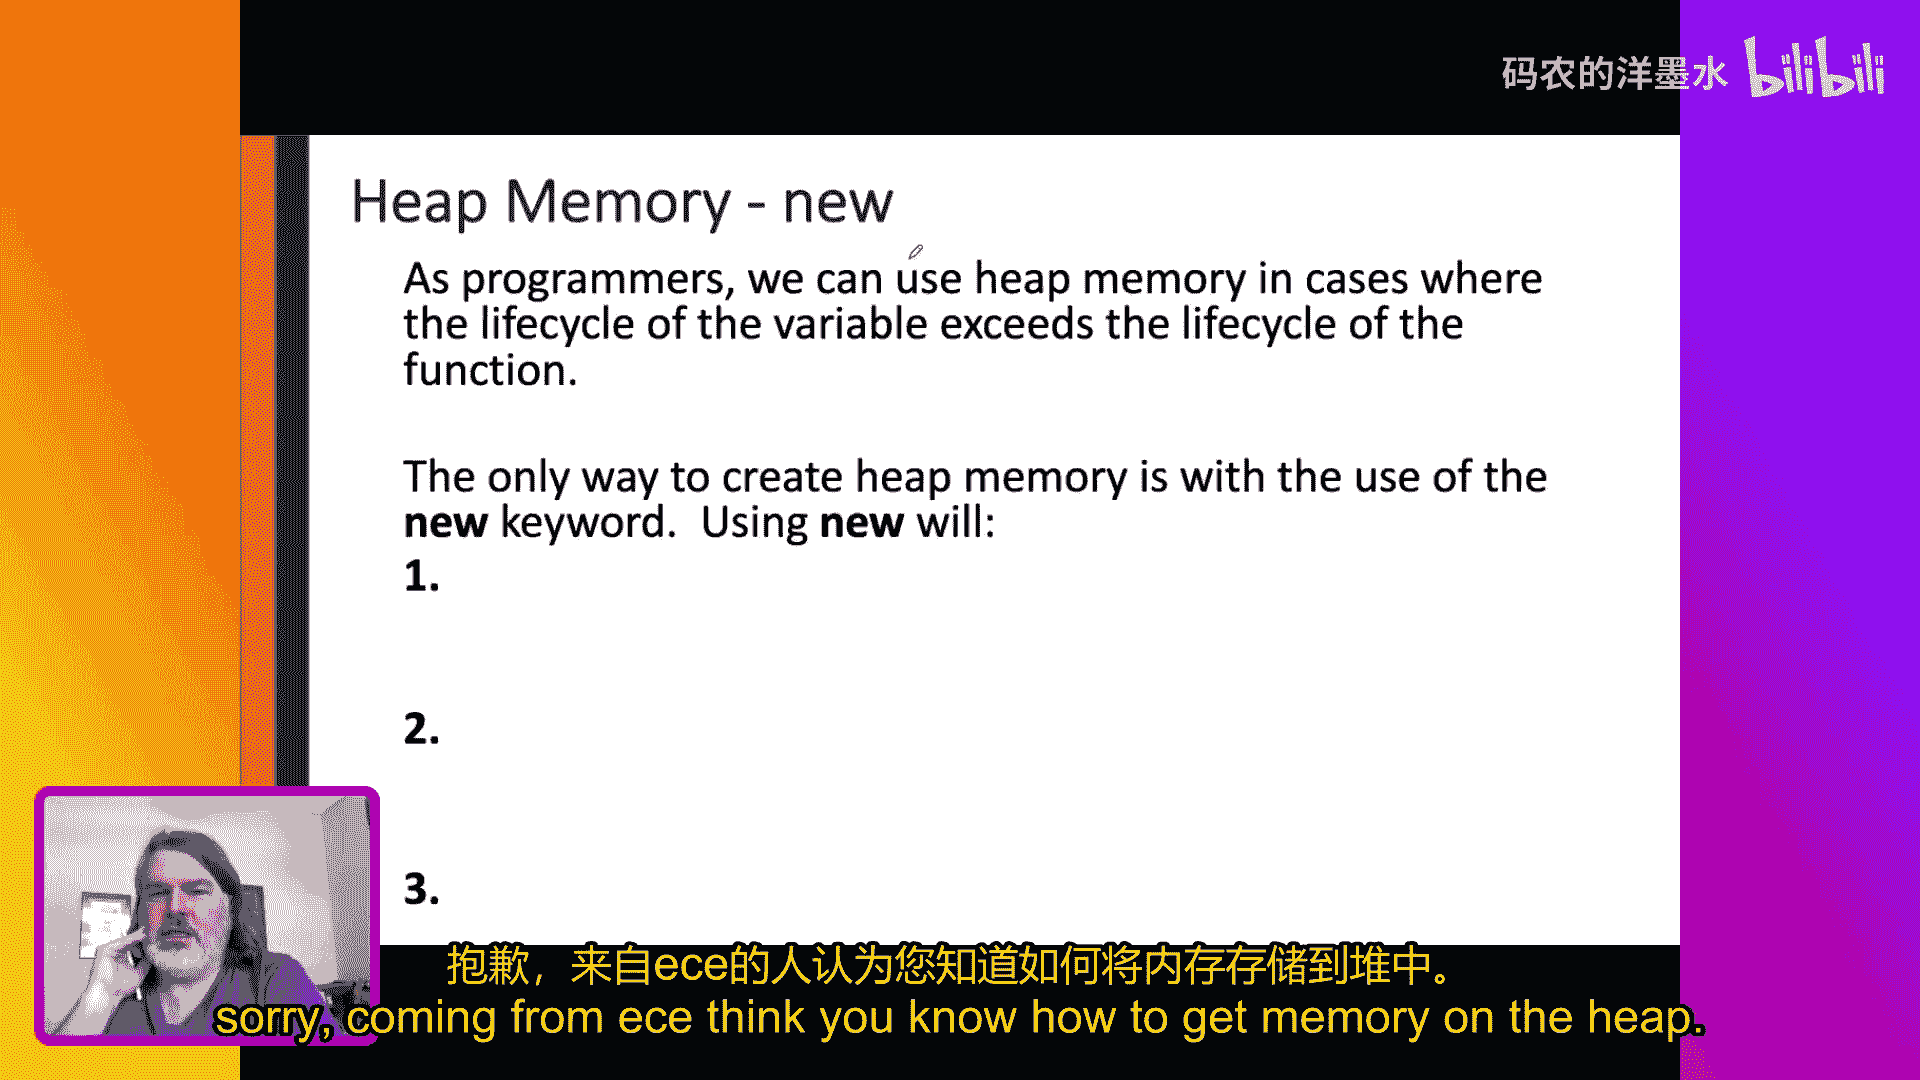 码农的洋墨水 bilibili
Heap Memory - new
As programmers, we can use heap memory in cases where
the lifecycle of the variable exceeds the lifecycle of the
function.
The only way to create heap memory is with the use of the
new keyword. Using new will:
1.
2.
3.
抱歉，来自ece的人认为您知道如何将内存存储到堆中。
sorry, coming from ece think you know how to get memory on the heap.